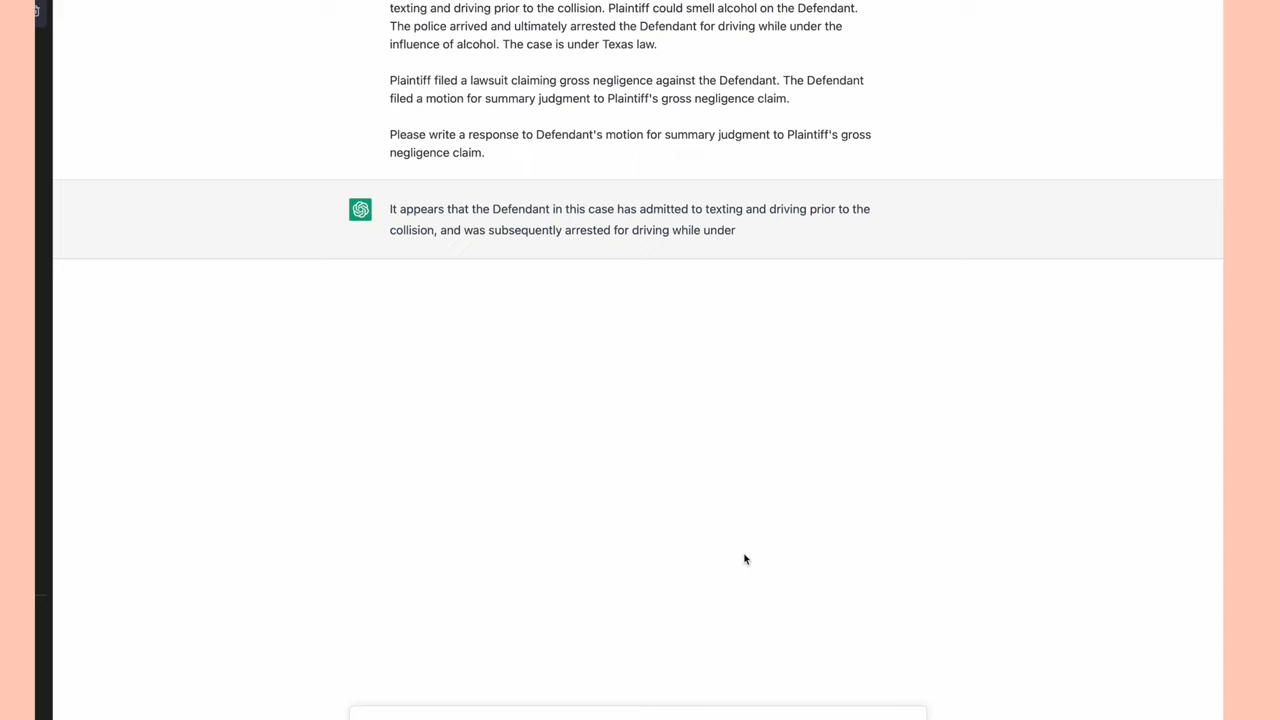 texting and driving prior to the collision. Plaintiff could smell alcohol on the Defendant.
The police arrived and ultimately arrested the Defendant for driving while under the
influence of alcohol. The case is under Texas law.
Plaintiff filed a lawsuit claiming gross negligence against the Defendant. The Defendant
filed a motion for summary judgment to Plaintiff's gross negligence claim.
Please write a response to Defendant's motion for summary judgment to Plaintiff's gross
negligence claim.
It appears that the Defendant in this case has admitted to texting and driving prior to the
collision, and was subsequently arrested for driving while under